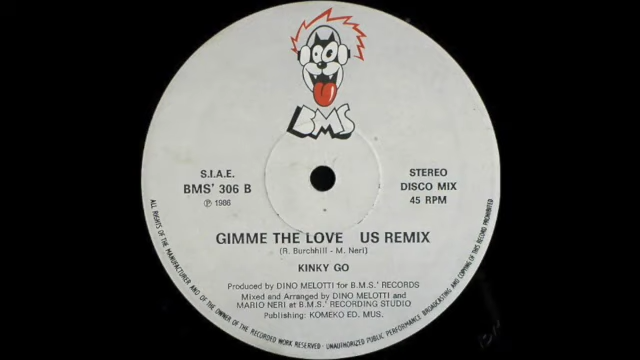 BMS
S.I.A.E.
BMS' 306 B
℗ 1986
STEREO
DISCO MIX
45 RPM
GIMME THE LOVE US REMIX
(R. Burchhill - M. Neri)
KINKY GO
Produced by DINO MELOTTI for B.M.S.' RECORDS
Mixed and Arranged by DINO MELOTTI and
MARIO NERI at B.M.S.' RECORDING STUDIO
Publishing: KOMEKO ED. MUS.
ALL RIGHTS OF THE MANUFACTURER AND OF THE OWNER OF THE RECORDED WORK RESERVED - UNAUTHORIZED PUBLIC PERFORMANCE BROADCASTING AND COPYING OF THIS RECORD PROHIBITED